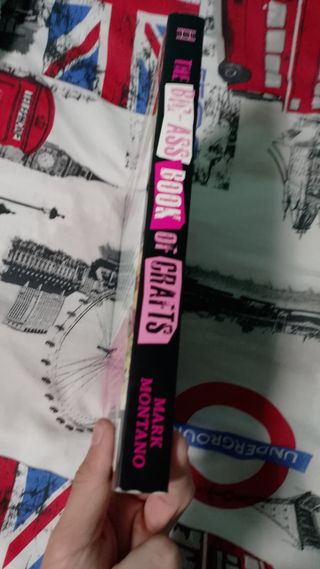 THE BIG-ASS BOOK OF CRAFTS
MARK
MONTANO
UNDERGROUND